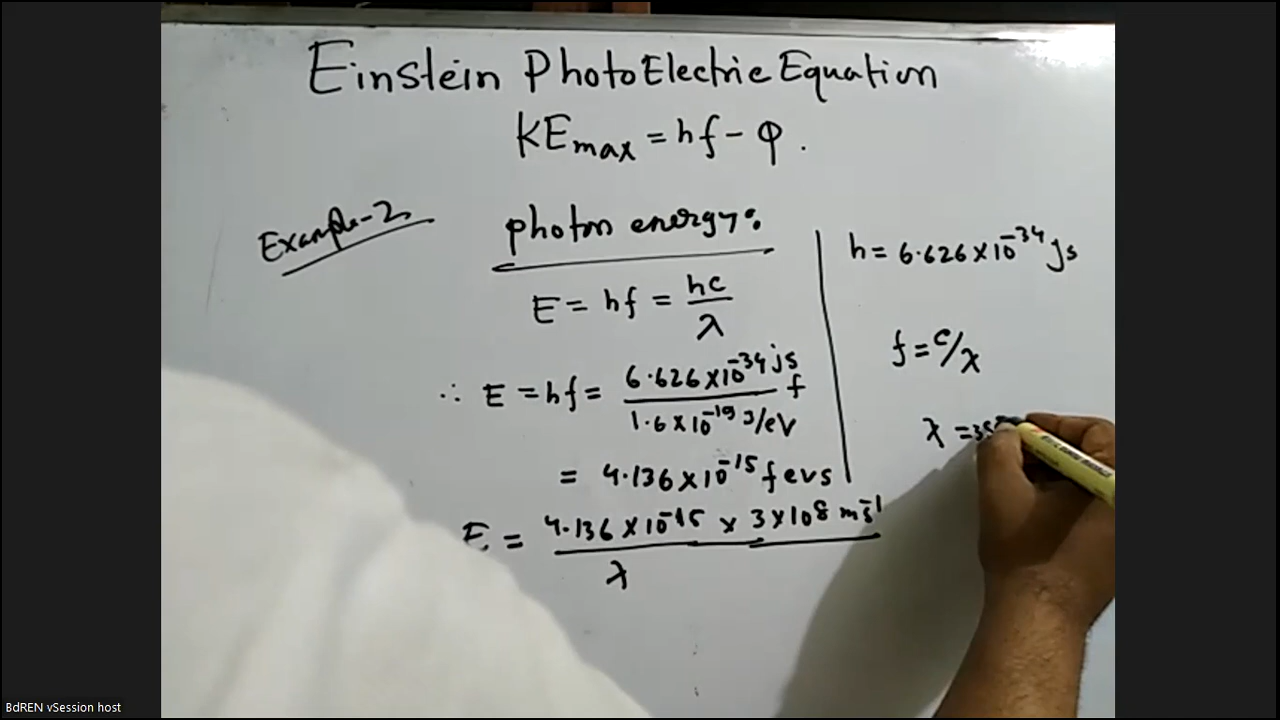 Einstein PhotoElectric Equation
KEmax = hf - φ.
Example-2
photon energy:
E = hf = hc/λ
h = 6.626×10⁻³⁴ js
f = c/λ
∴ E = hf = 6.626×10⁻³⁴ js / 1.6×10⁻¹⁹ J/eV f
λ =
= 4.136×10⁻¹⁵ f evs
E = 4.136×10⁻¹⁵ × 3×10⁸ ms⁻¹ / λ
BdREN vSession host